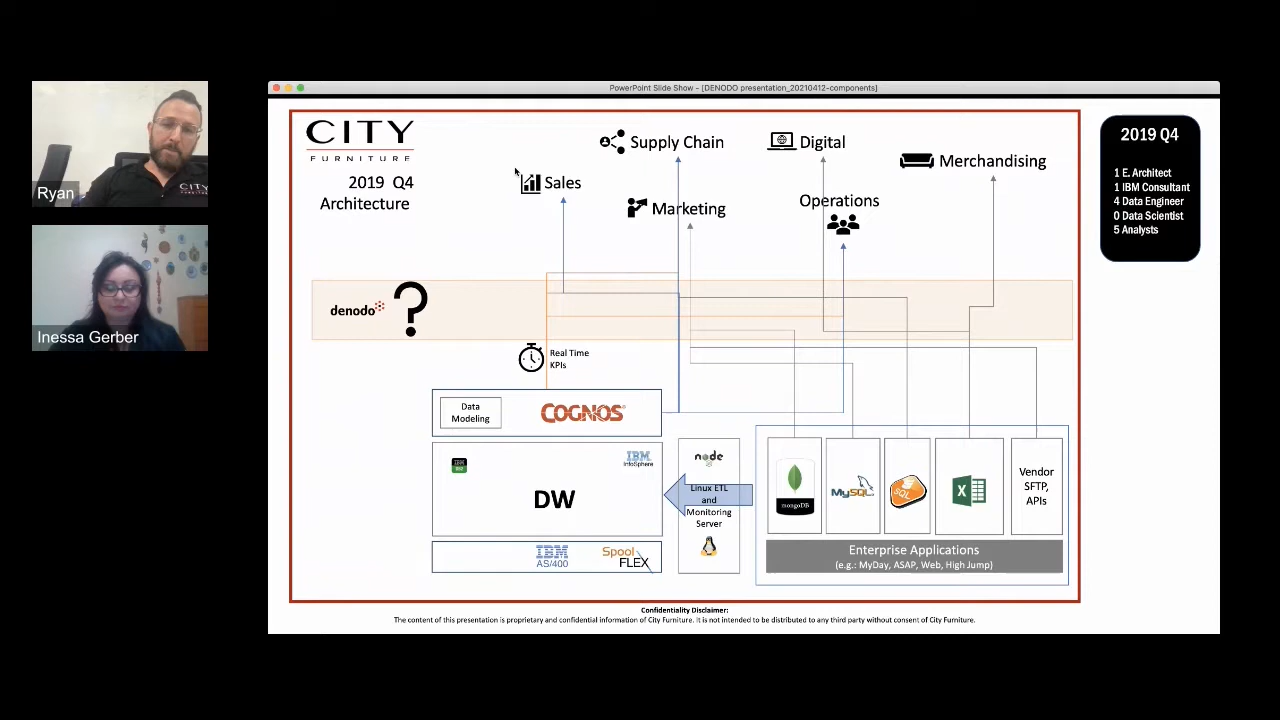 PowerPoint Slide Show - [DENODO presentation_20210412-components]
CITY
FURNITURE
2019 Q4
Architecture
Supply Chain
Digital
Merchandising
Sales
Marketing
Operations
2019 Q4
1 E. Architect
1 IBM Consultant
4 Data Engineer
0 Data Scientist
5 Analysts
Ryan
CITY
Inessa Gerber
denodo
?
Real Time
KPIs
Data
Modeling
COGNOS
IBM
InfoSphere
DW
IBM
AS/400
Spool
FLEX
node
Linux ETL
and
Monitoring
Server
mongoDB
MySQL
SQL
X
Vendor
SFTP,
APIs
Enterprise Applications
(e.g.: MyDay, ASAP, Web, High Jump)
Confidentiality Disclaimer:
The content of this presentation is proprietary and confidential information of City Furniture. It is not intended to be distributed to any third party without consent of City Furniture.